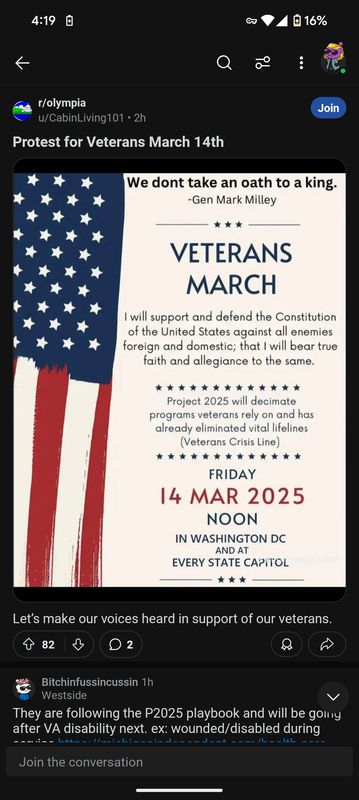 4:19
16%
r/olympia
u/CabinLiving101 • 2h
Join
Protest for Veterans March 14th
We dont take an oath to a king.
-Gen Mark Milley
VETERANS
MARCH
I will support and defend the Constitution
of the United States against all enemies
foreign and domestic; that I will bear true
faith and allegiance to the same.
Project 2025 will decimate
programs veterans rely on and has
already eliminated vital lifelines
(Veterans Crisis Line)
FRIDAY
14 MAR 2025
NOON
IN WASHINGTON DC
AND AT
EVERY STATE CAPITOL
Let's make our voices heard in support of our veterans.
82
2
Bitchinfussincussin 1h
Westside
They are following the P2025 playbook and will be going
after VA disability next. ex: wounded/disabled during
Join the conversation